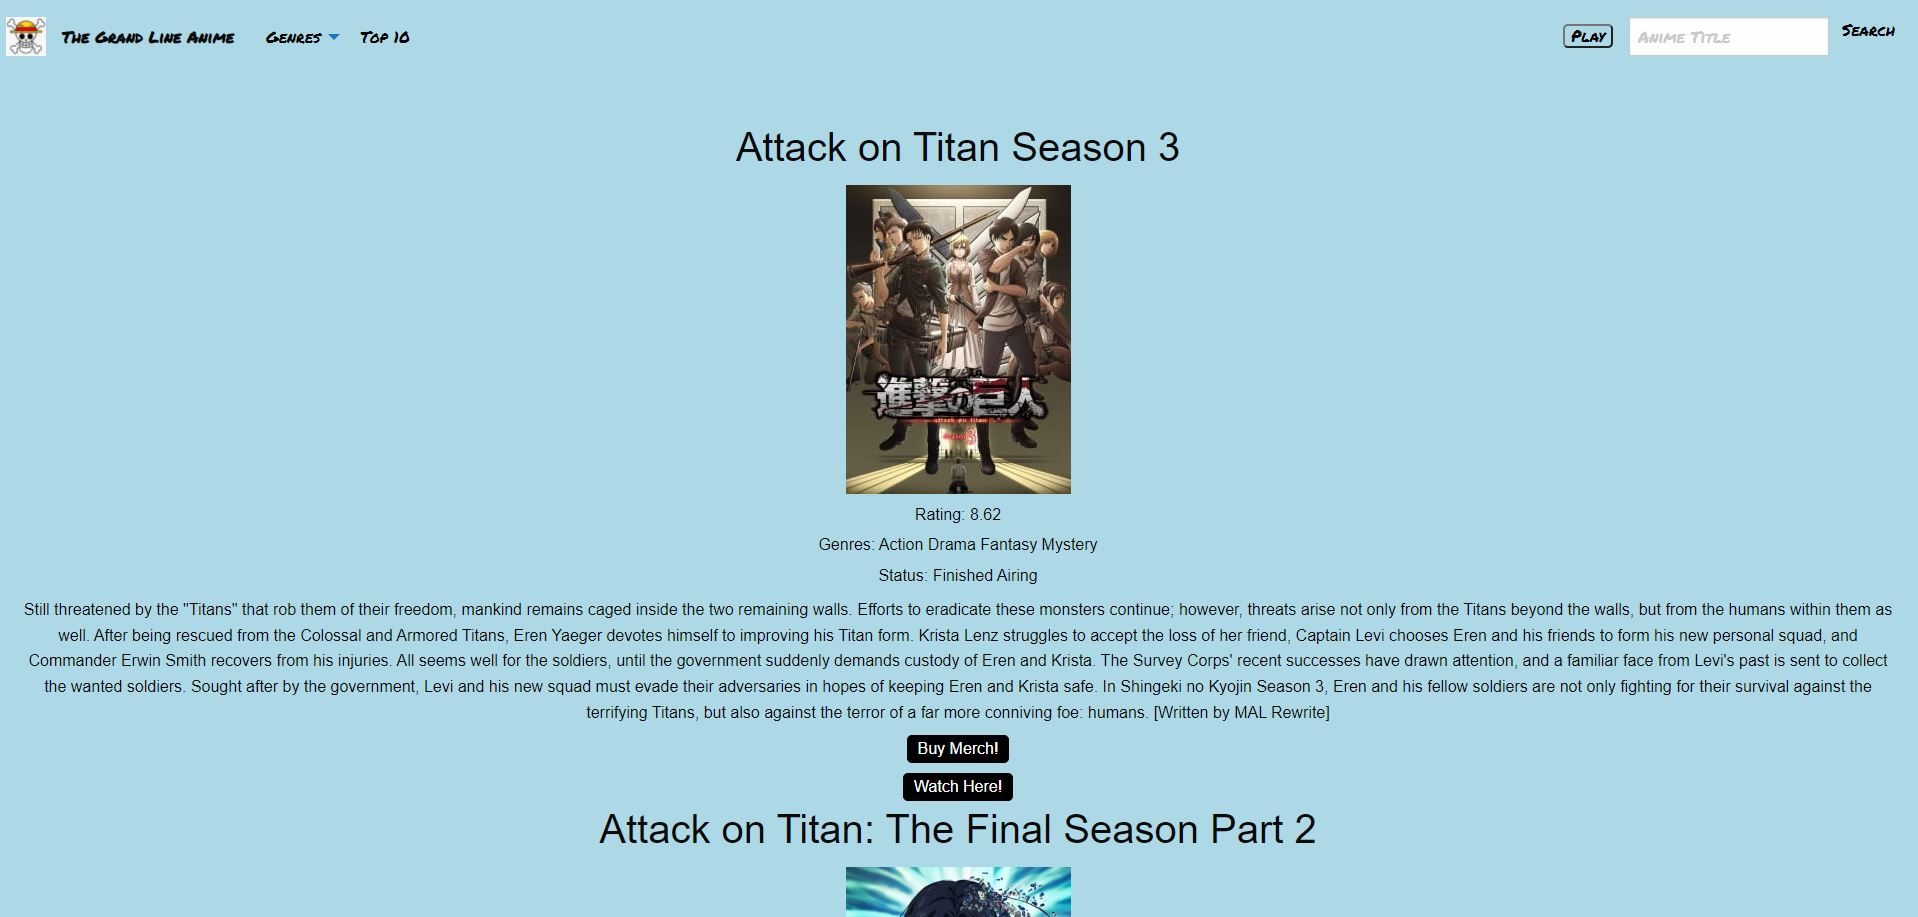 The Grand Line Anime
Genres
Top 10
Play
Anime Title
Search
Attack on Titan Season 3
進撃の巨人
attack on titan
season 3
Rating: 8.62
Genres: Action Drama Fantasy Mystery
Status: Finished Airing
Still threatened by the "Titans" that rob them of their freedom, mankind remains caged inside the two remaining walls. Efforts to eradicate these monsters continue; however, threats arise not only from the Titans beyond the walls, but from the humans within them as
well. After being rescued from the Colossal and Armored Titans, Eren Yaeger devotes himself to improving his Titan form. Krista Lenz struggles to accept the loss of her friend, Captain Levi chooses Eren and his friends to form his new personal squad, and
Commander Erwin Smith recovers from his injuries. All seems well for the soldiers, until the government suddenly demands custody of Eren and Krista. The Survey Corps' recent successes have drawn attention, and a familiar face from Levi's past is sent to collect
the wanted soldiers. Sought after by the government, Levi and his new squad must evade their adversaries in hopes of keeping Eren and Krista safe. In Shingeki no Kyojin Season 3, Eren and his fellow soldiers are not only fighting for their survival against the
terrifying Titans, but also against the terror of a far more conniving foe: humans. [Written by MAL Rewrite]
Buy Merch!
Watch Here!
Attack on Titan: The Final Season Part 2